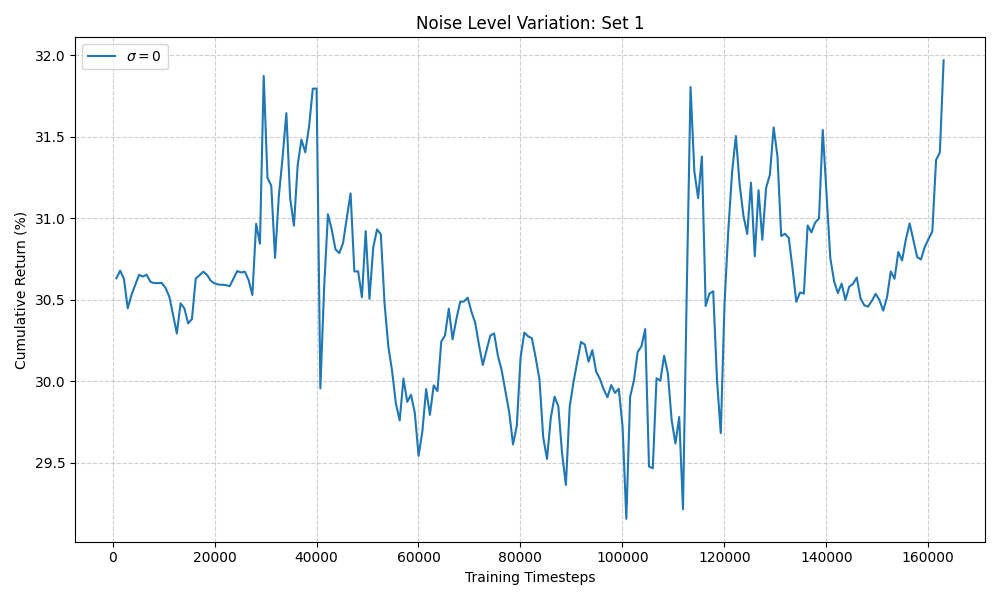 Noise Level Variation: Set 1
σ = 0
Cumulative Return (%)
32.0
31.5
31.0
30.5
30.0
29.5
0 20000 40000 60000 80000 100000 120000 140000 160000
Training Timesteps